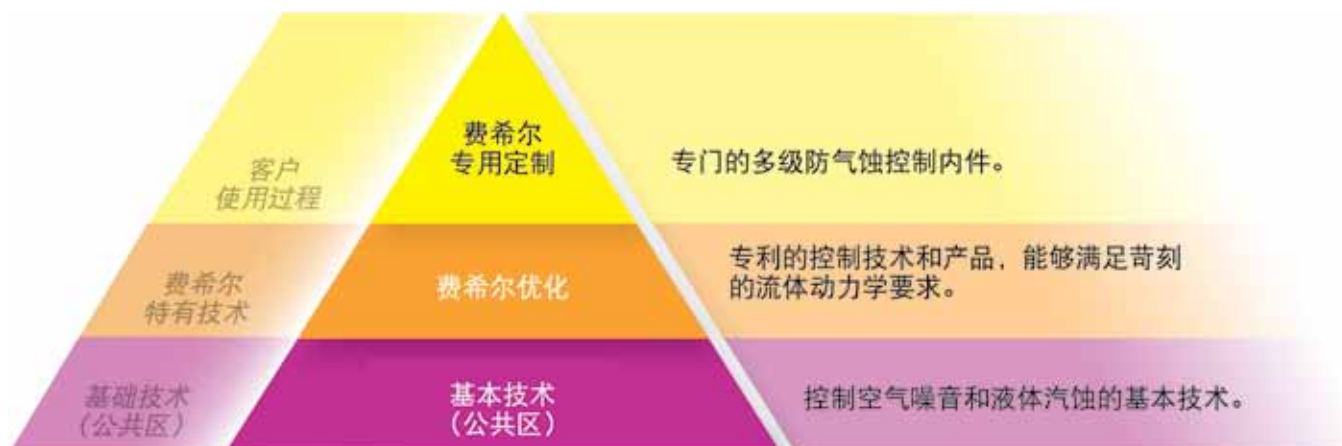 客户
使用过程
费希尔
专用定制
专门的多级防气蚀控制内件。
费希尔
特有技术
费希尔优化
专利的控制技术和产品，能够满足苛刻
的流体动力学要求。
基础技术
（公共区）
基本技术
（公共区）
控制空气噪音和液体汽蚀的基本技术。